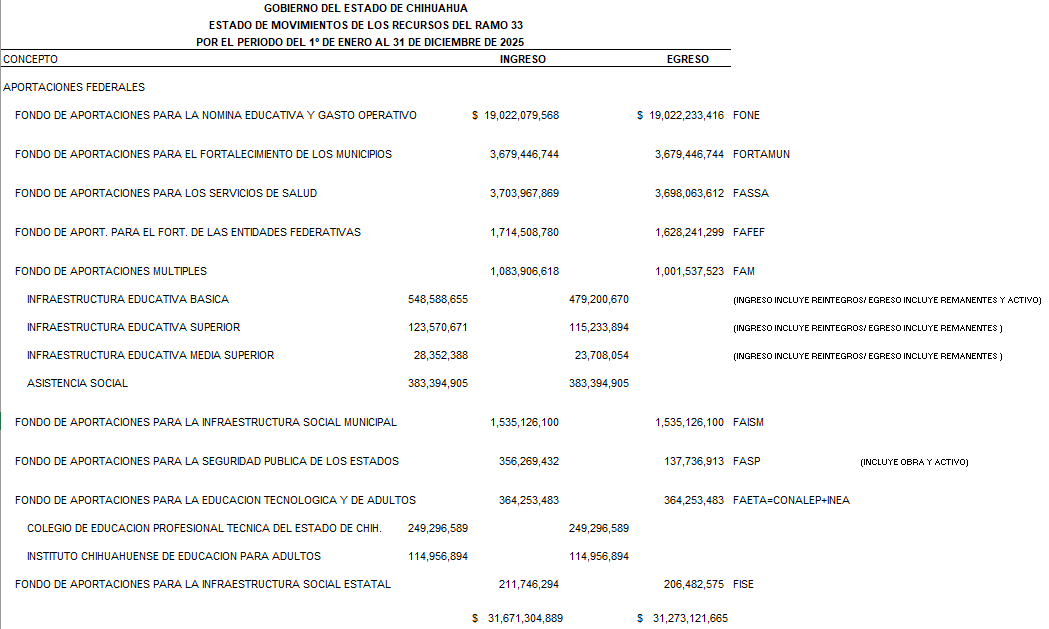 GOBIERNO DEL ESTADO DE CHIHUAHUA
ESTADO DE MOVIMIENTOS DE LOS RECURSOS DEL RAMO 33
POR EL PERIODO DEL 1º DE ENERO AL 31 DE DICIEMBRE DE 2025
CONCEPTO INGRESO EGRESO
APORTACIONES FEDERALES
FONDO DE APORTACIONES PARA LA NOMINA EDUCATIVA Y GASTO OPERATIVO $ 19,022,079,568 $ 19,022,233,416 FONE
FONDO DE APORTACIONES PARA EL FORTALECIMIENTO DE LOS MUNICIPIOS 3,679,446,744 3,679,446,744 FORTAMUN
FONDO DE APORTACIONES PARA LOS SERVICIOS DE SALUD 3,703,967,869 3,698,063,612 FASSA
FONDO DE APORT. PARA EL FORT. DE LAS ENTIDADES FEDERATIVAS 1,714,508,780 1,628,241,299 FAFEF
FONDO DE APORTACIONES MULTIPLES 1,083,906,618 1,001,537,523 FAM
INFRAESTRUCTURA EDUCATIVA BASICA 548,588,655 479,200,670 (INGRESO INCLUYE REINTEGROS/ EGRESO INCLUYE REMANENTES Y ACTIVO)
INFRAESTRUCTURA EDUCATIVA SUPERIOR 123,570,671 115,233,894 (INGRESO INCLUYE REINTEGROS/ EGRESO INCLUYE REMANENTES )
INFRAESTRUCTURA EDUCATIVA MEDIA SUPERIOR 28,352,388 23,708,054 (INGRESO INCLUYE REINTEGROS/ EGRESO INCLUYE REMANENTES )
ASISTENCIA SOCIAL 383,394,905 383,394,905
FONDO DE APORTACIONES PARA LA INFRAESTRUCTURA SOCIAL MUNICIPAL 1,535,126,100 1,535,126,100 FAISM
FONDO DE APORTACIONES PARA LA SEGURIDAD PUBLICA DE LOS ESTADOS 356,269,432 137,736,913 FASP (INCLUYE OBRA Y ACTIVO)
FONDO DE APORTACIONES PARA LA EDUCACION TECNOLOGICA Y DE ADULTOS 364,253,483 364,253,483 FAETA=CONALEP+INEA
COLEGIO DE EDUCACION PROFESIONAL TECNICA DEL ESTADO DE CHIH. 249,296,589 249,296,589
INSTITUTO CHIHUAHUENSE DE EDUCACION PARA ADULTOS 114,956,894 114,956,894
FONDO DE APORTACIONES PARA LA INFRAESTRUCTURA SOCIAL ESTATAL 211,746,294 206,482,575 FISE
$ 31,671,304,889 $ 31,273,121,665